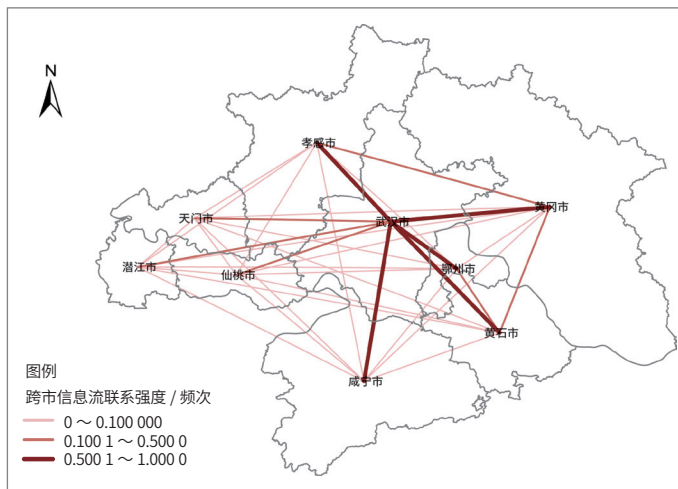 N
孝感市
黄冈市
天门市
武汉市
潜江市
仙桃市
鄂州市
黄石市
咸宁市
图例
跨市信息流联系强度 / 频次
0 ～ 0.100 000
0.100 1 ～ 0.500 0
0.500 1 ～ 1.000 0